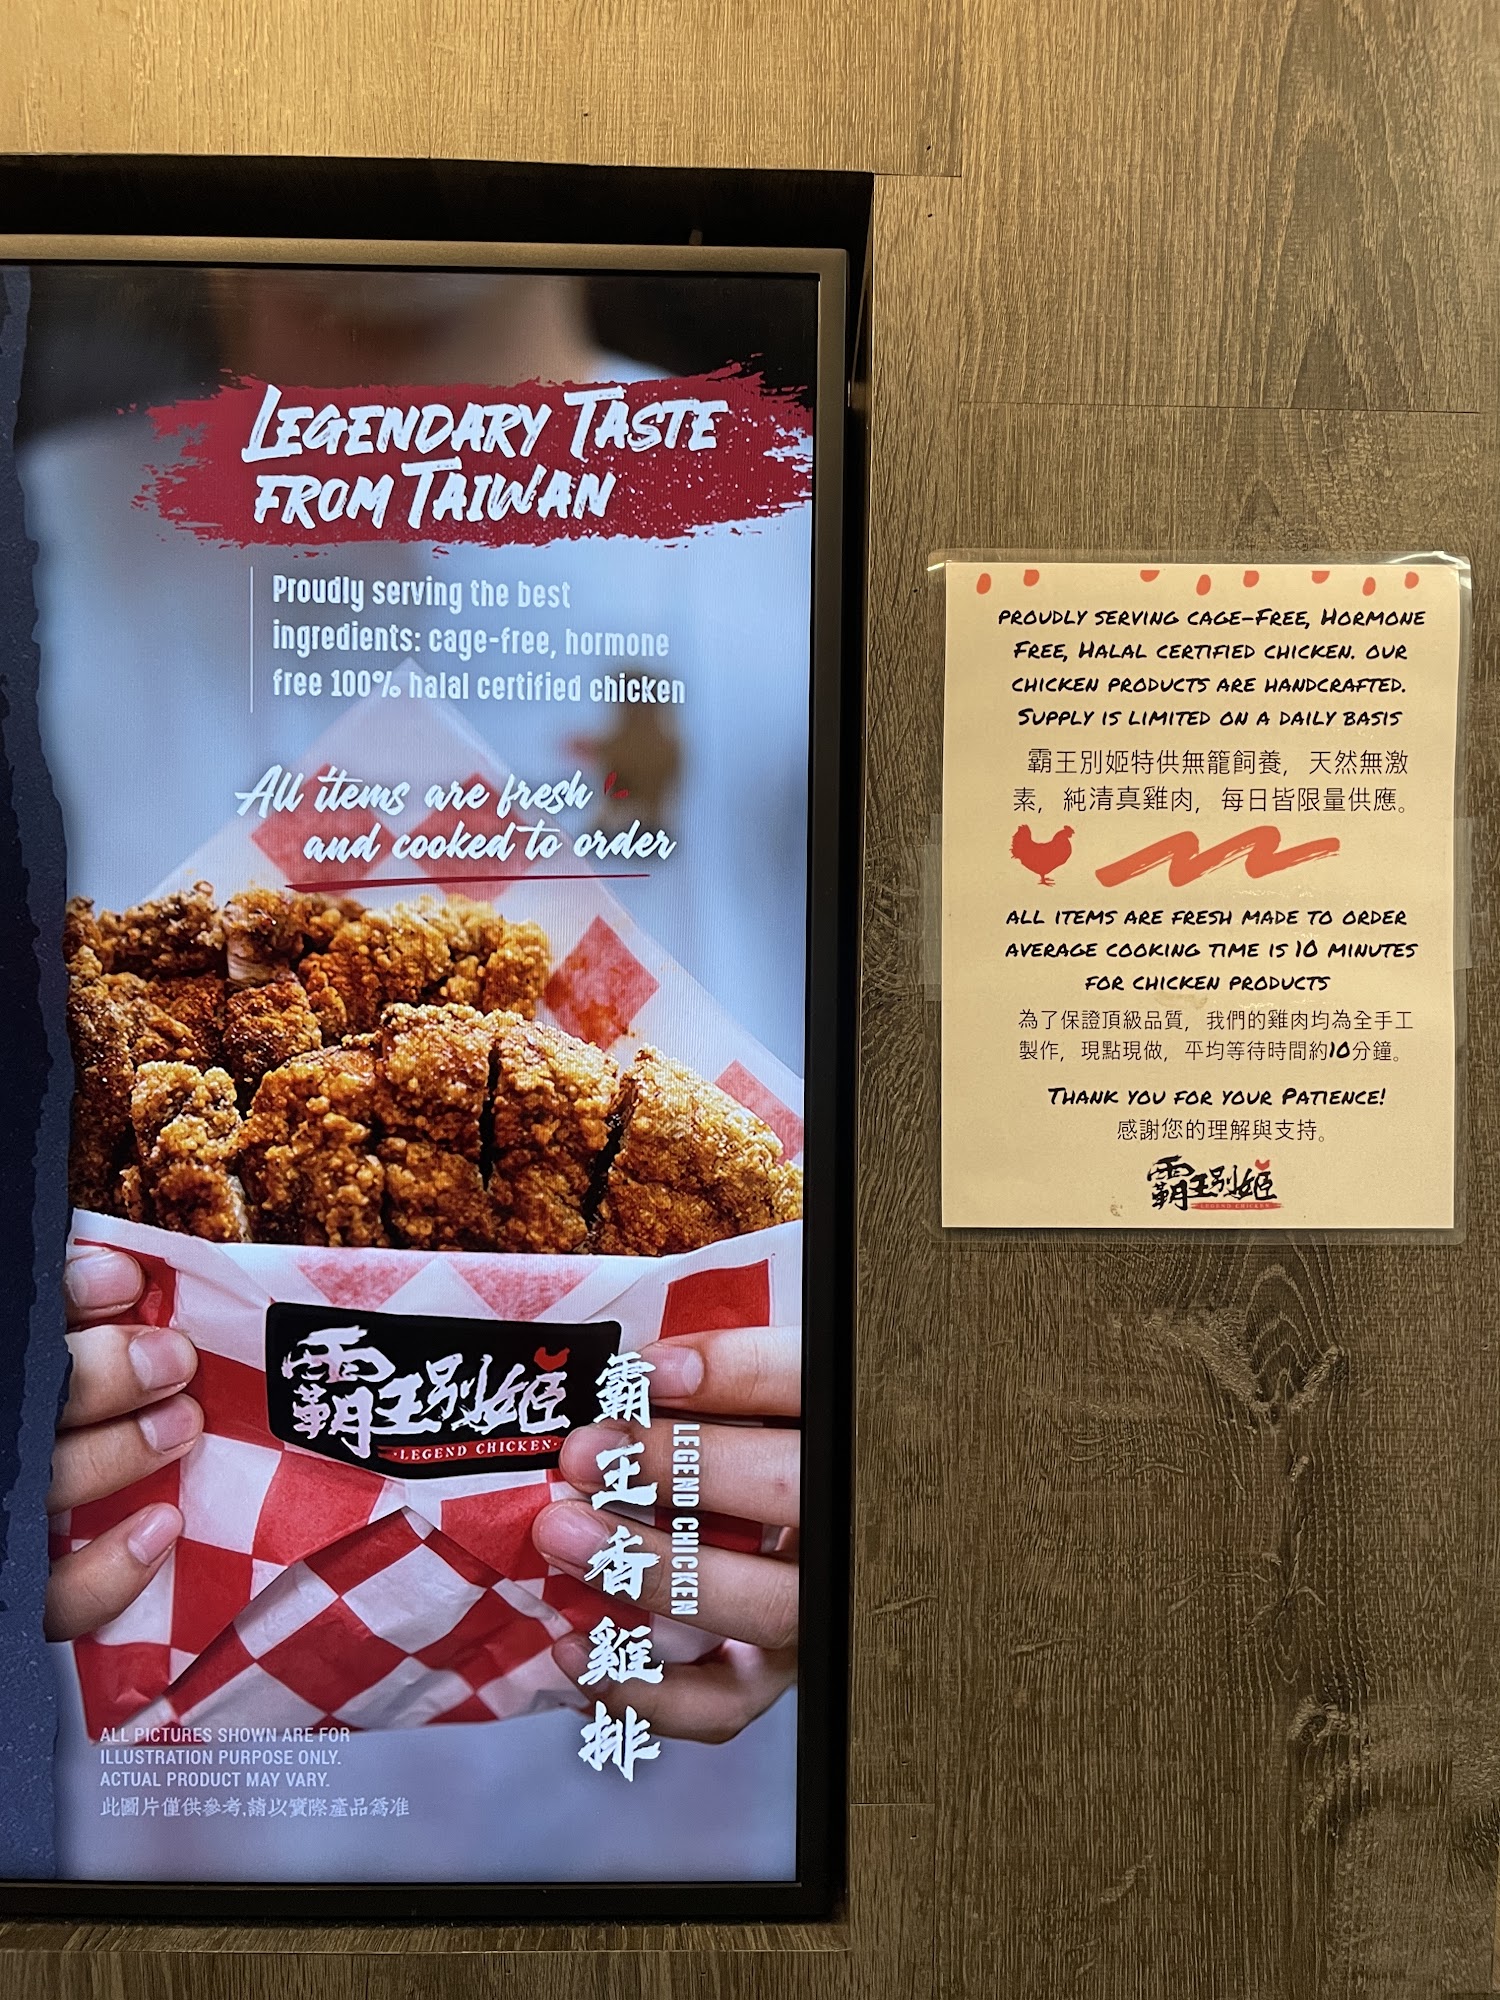 LEGENDARY TASTE
FROM TAIWAN
Proudly serving the best
ingredients: cage-free, hormone
free 100% halal certified chicken
All items are fresh
and cooked to order
霸王別姬
·LEGEND CHICKEN·
霸王香雞排
LEGEND CHICKEN
ALL PICTURES SHOWN ARE FOR
ILLUSTRATION PURPOSE ONLY.
ACTUAL PRODUCT MAY VARY.
此圖片僅供參考,請以實際產品為准
PROUDLY SERVING CAGE-FREE, HORMONE
FREE, HALAL CERTIFIED CHICKEN. OUR
CHICKEN PRODUCTS ARE HANDCRAFTED.
SUPPLY IS LIMITED ON A DAILY BASIS
霸王別姬特供無籠飼養，天然無激
素，純清真雞肉，每日皆限量供應。
ALL ITEMS ARE FRESH MADE TO ORDER
AVERAGE COOKING TIME IS 10 MINUTES
FOR CHICKEN PRODUCTS
為了保證頂級品質，我們的雞肉均為全手工
製作，現點現做，平均等待時間約10分鐘。
THANK YOU FOR YOUR PATIENCE!
感謝您的理解與支持。
霸王別姬
LEGEND CHICKEN